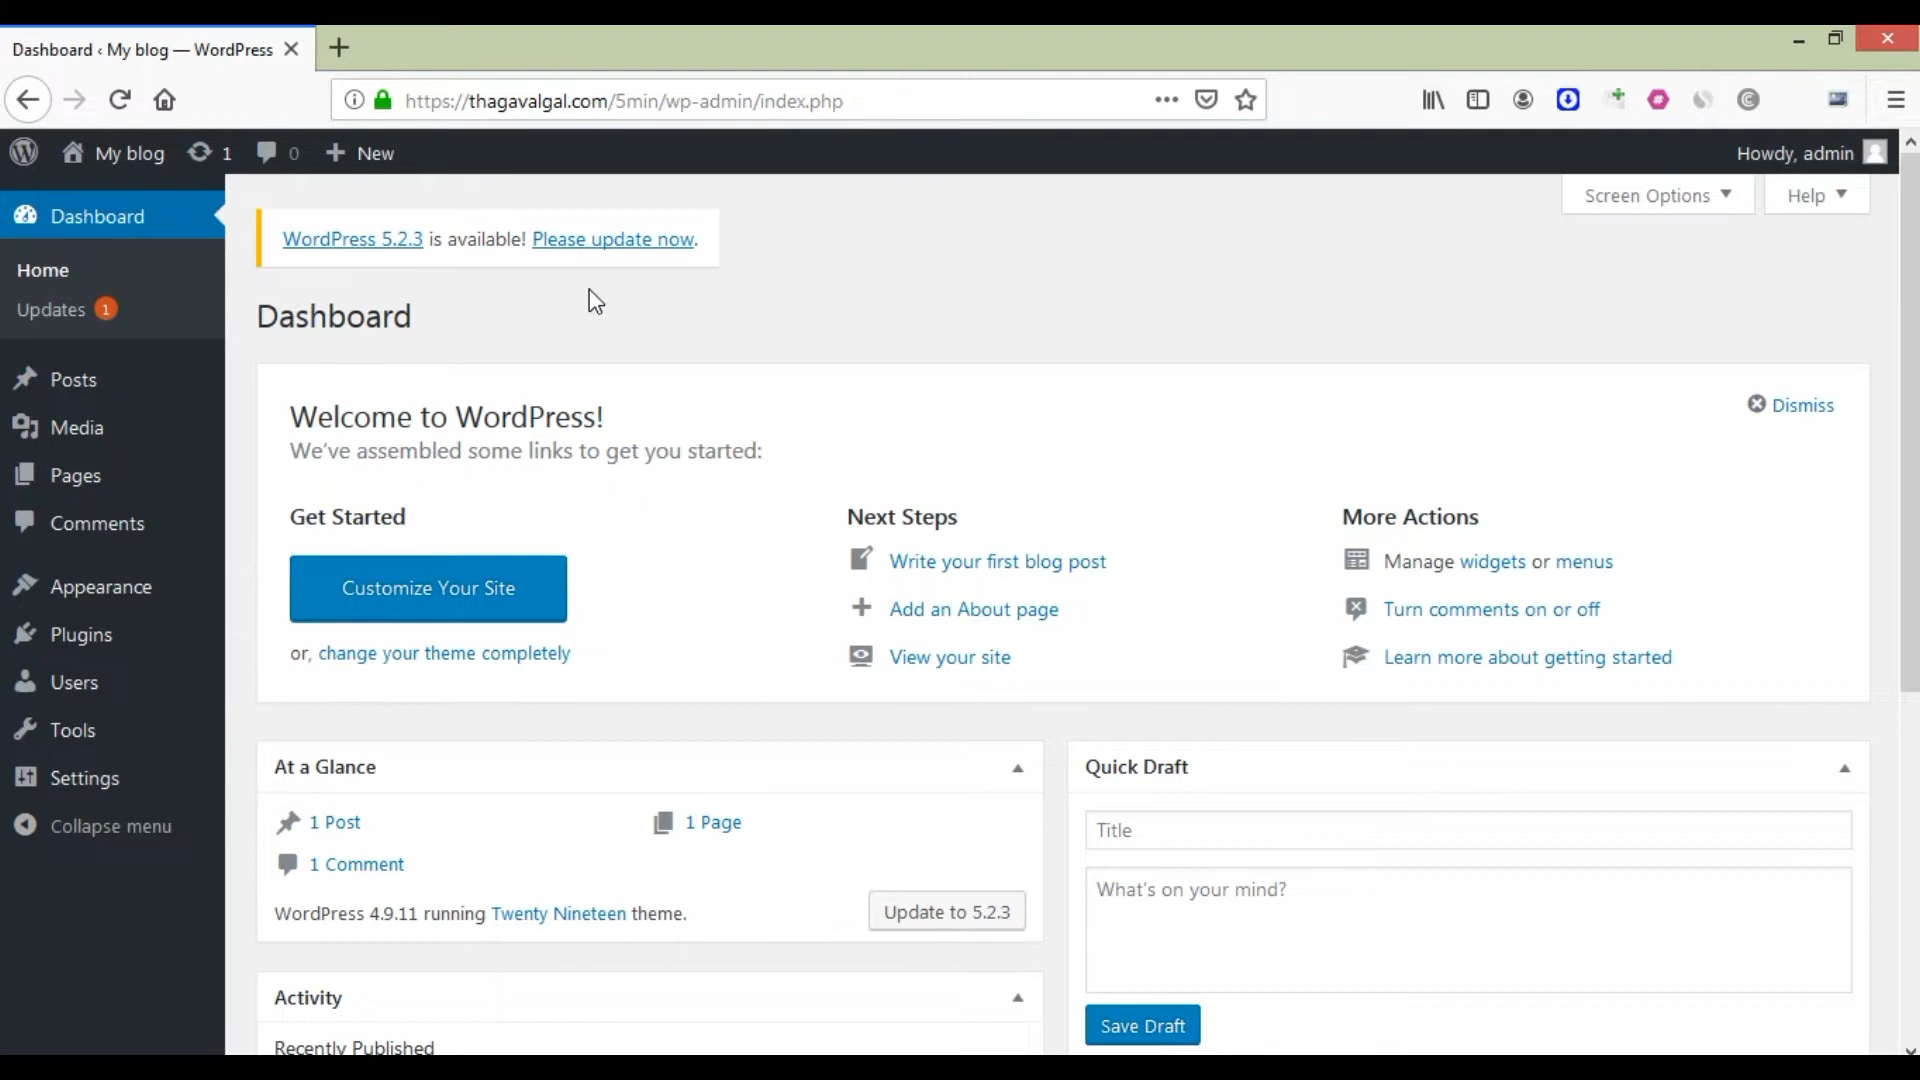 Dashboard ‹ My blog — WordPress
https://thagavalgal.com/5min/wp-admin/index.php
My blog 1 0 New Howdy, admin
Screen Options Help
Dashboard
Home
Updates 1
Posts
Media
Pages
Comments
Appearance
Plugins
Users
Tools
Settings
Collapse menu
WordPress 5.2.3 is available! Please update now.
Dashboard
Welcome to WordPress!
We've assembled some links to get you started:
Dismiss
Get Started
Customize Your Site
or, change your theme completely
Next Steps
Write your first blog post
Add an About page
View your site
More Actions
Manage widgets or menus
Turn comments on or off
Learn more about getting started
At a Glance
1 Post 1 Page
1 Comment
WordPress 4.9.11 running Twenty Nineteen theme. Update to 5.2.3
Activity
Recently Published
Quick Draft
Title
What's on your mind?
Save Draft